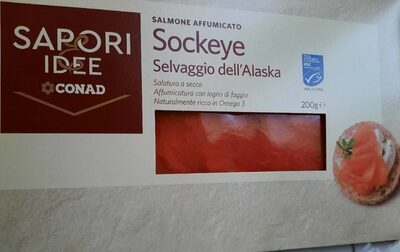 SAPORI
& IDEE
CONAD
SALMONE AFFUMICATO
Sockeye
Selvaggio dell'Alaska
Salatura a secco
Affumicatura con legno di faggio
Naturalmente ricco in Omega 3
200g e